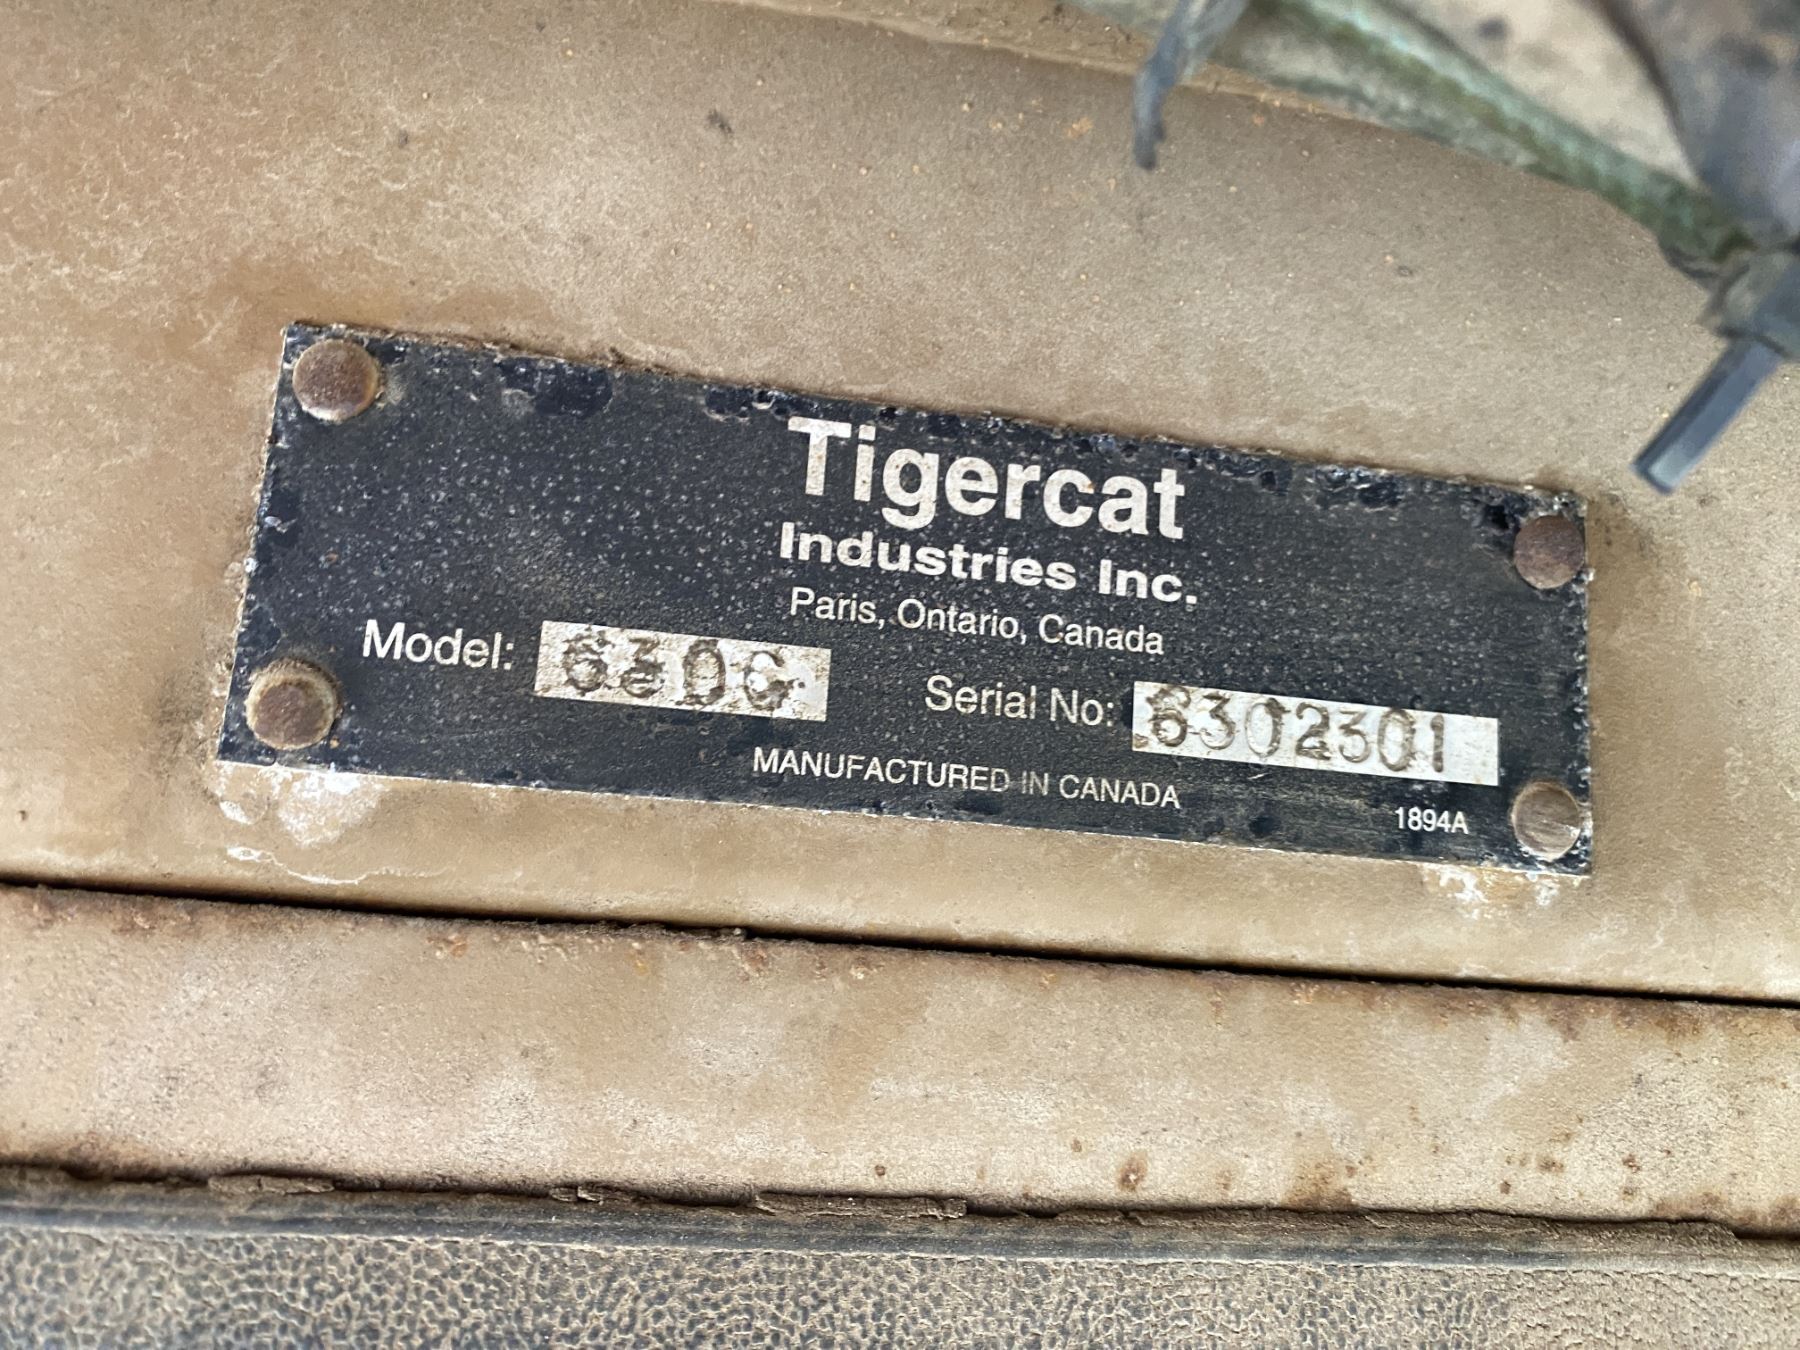 Tigercat
Industries Inc.
Paris, Ontario, Canada
Model: 630C
Serial No: 6302301
MANUFACTURED IN CANADA
1894A